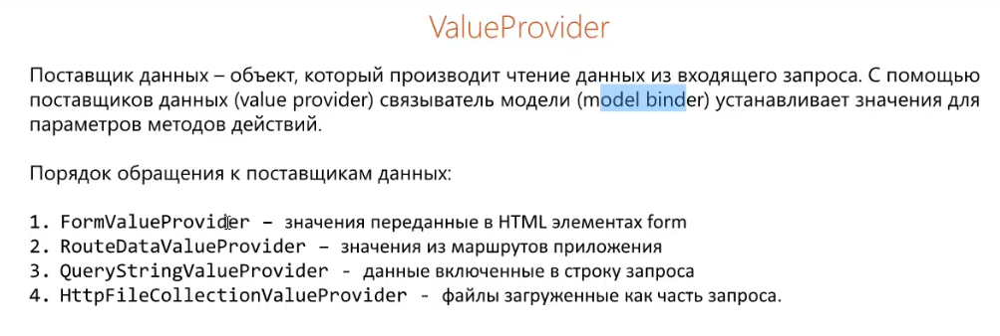 ValueProvider
Поставщик данных – объект, который производит чтение данных из входящего запроса. С помощью
поставщиков данных (value provider) связыватель модели (model binder) устанавливает значения для
параметров методов действий.
Порядок обращения к поставщикам данных:
1. FormValueProvider – значения переданные в HTML элементах form
2. RouteDataValueProvider – значения из маршрутов приложения
3. QueryStringValueProvider - данные включенные в строку запроса
4. HttpFileCollectionValueProvider - файлы загруженные как часть запроса.